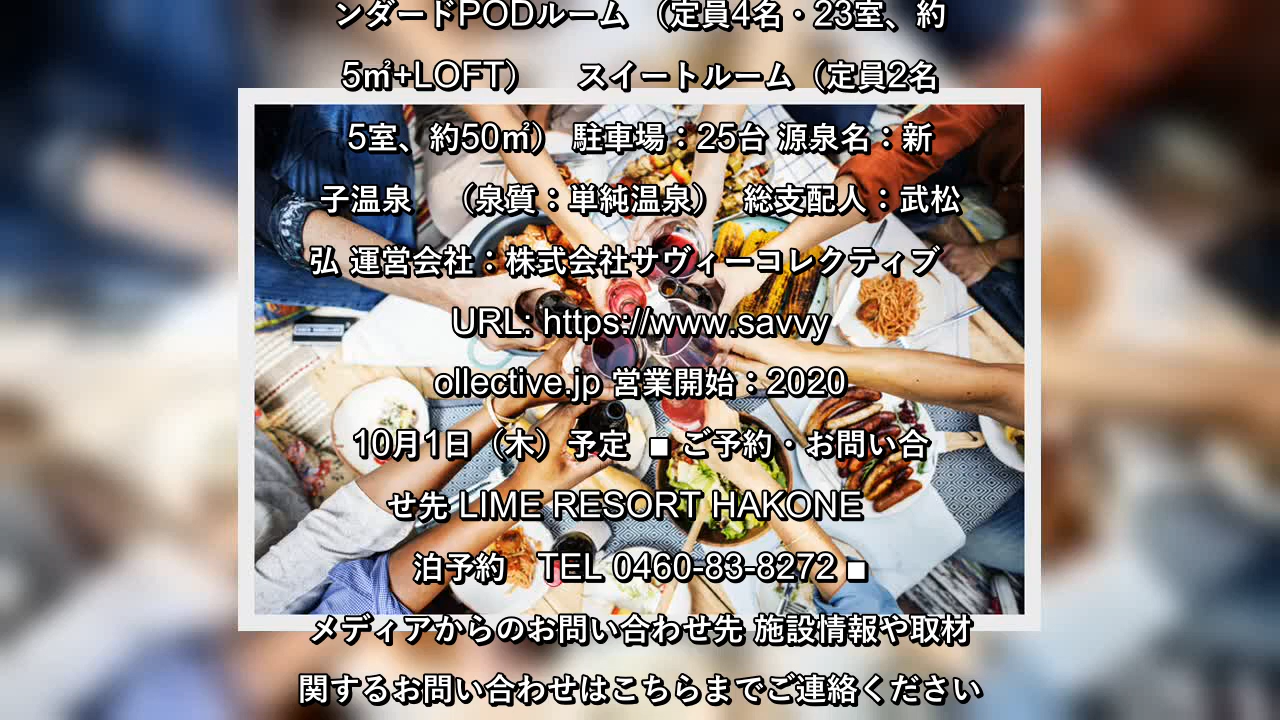 ンダードPODルーム （定員4名・23室、約
5㎡+LOFT）　スイートルーム（定員2名
5室、約50㎡） 駐車場：25台 源泉名：新
子温泉　（泉質：単純温泉）　総支配人：武松
弘 運営会社：株式会社サヴィーコレクティブ
URL: https://www.savvy
ollective.jp 営業開始：2020
10月1日（木）予定 ■ ご予約・お問い合
せ先 LIME RESORT HAKONE
泊予約　TEL 0460-83-8272 ■
メディアからのお問い合わせ先 施設情報や取材
関するお問い合わせはこちらまでご連絡ください